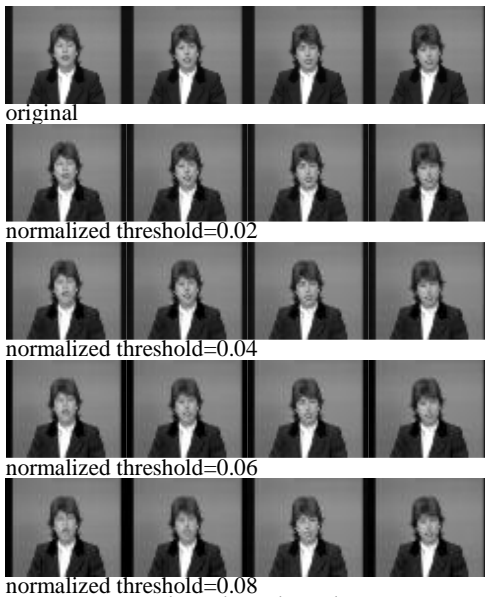 original
normalized threshold=0.02
normalized threshold=0.04
normalized threshold=0.06
normalized threshold=0.08